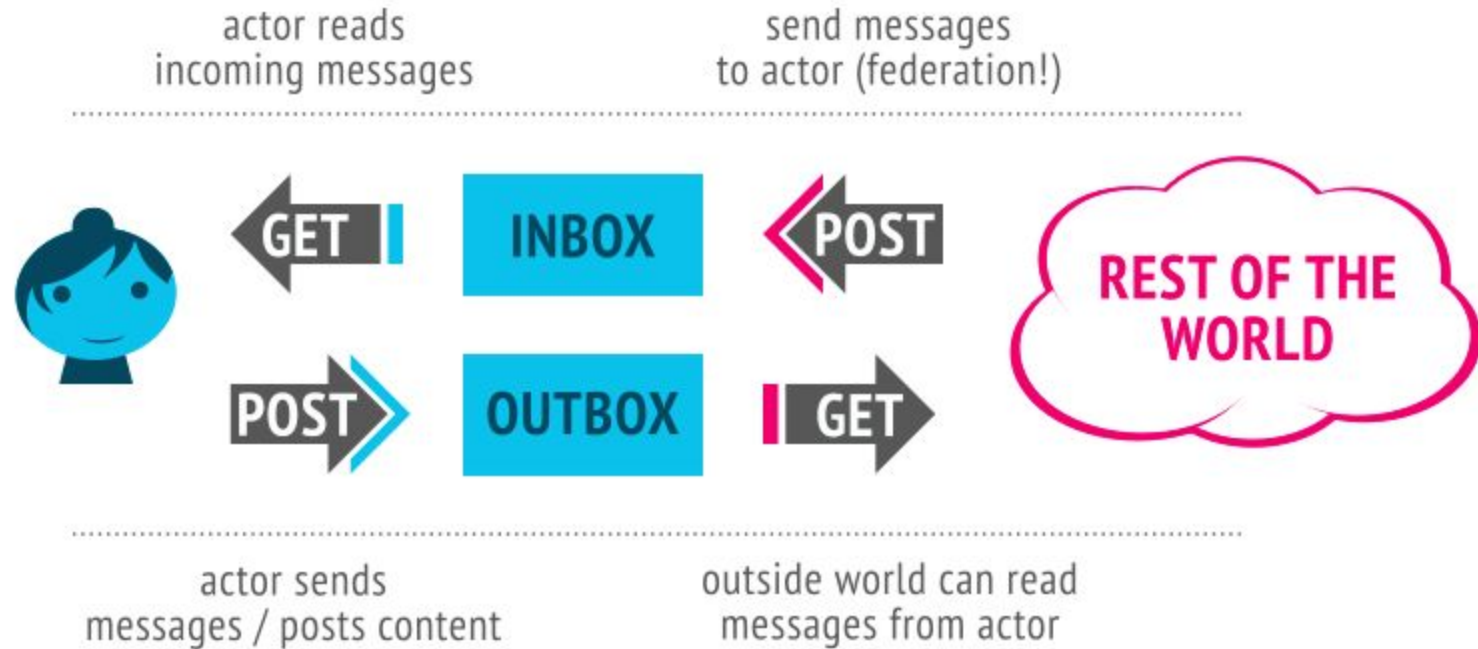 actor reads
incoming messages
send messages
to actor (federation!)
GET
INBOX
POST
REST OF THE
WORLD
POST
OUTBOX
GET
actor sends
messages / posts content
outside world can read
messages from actor